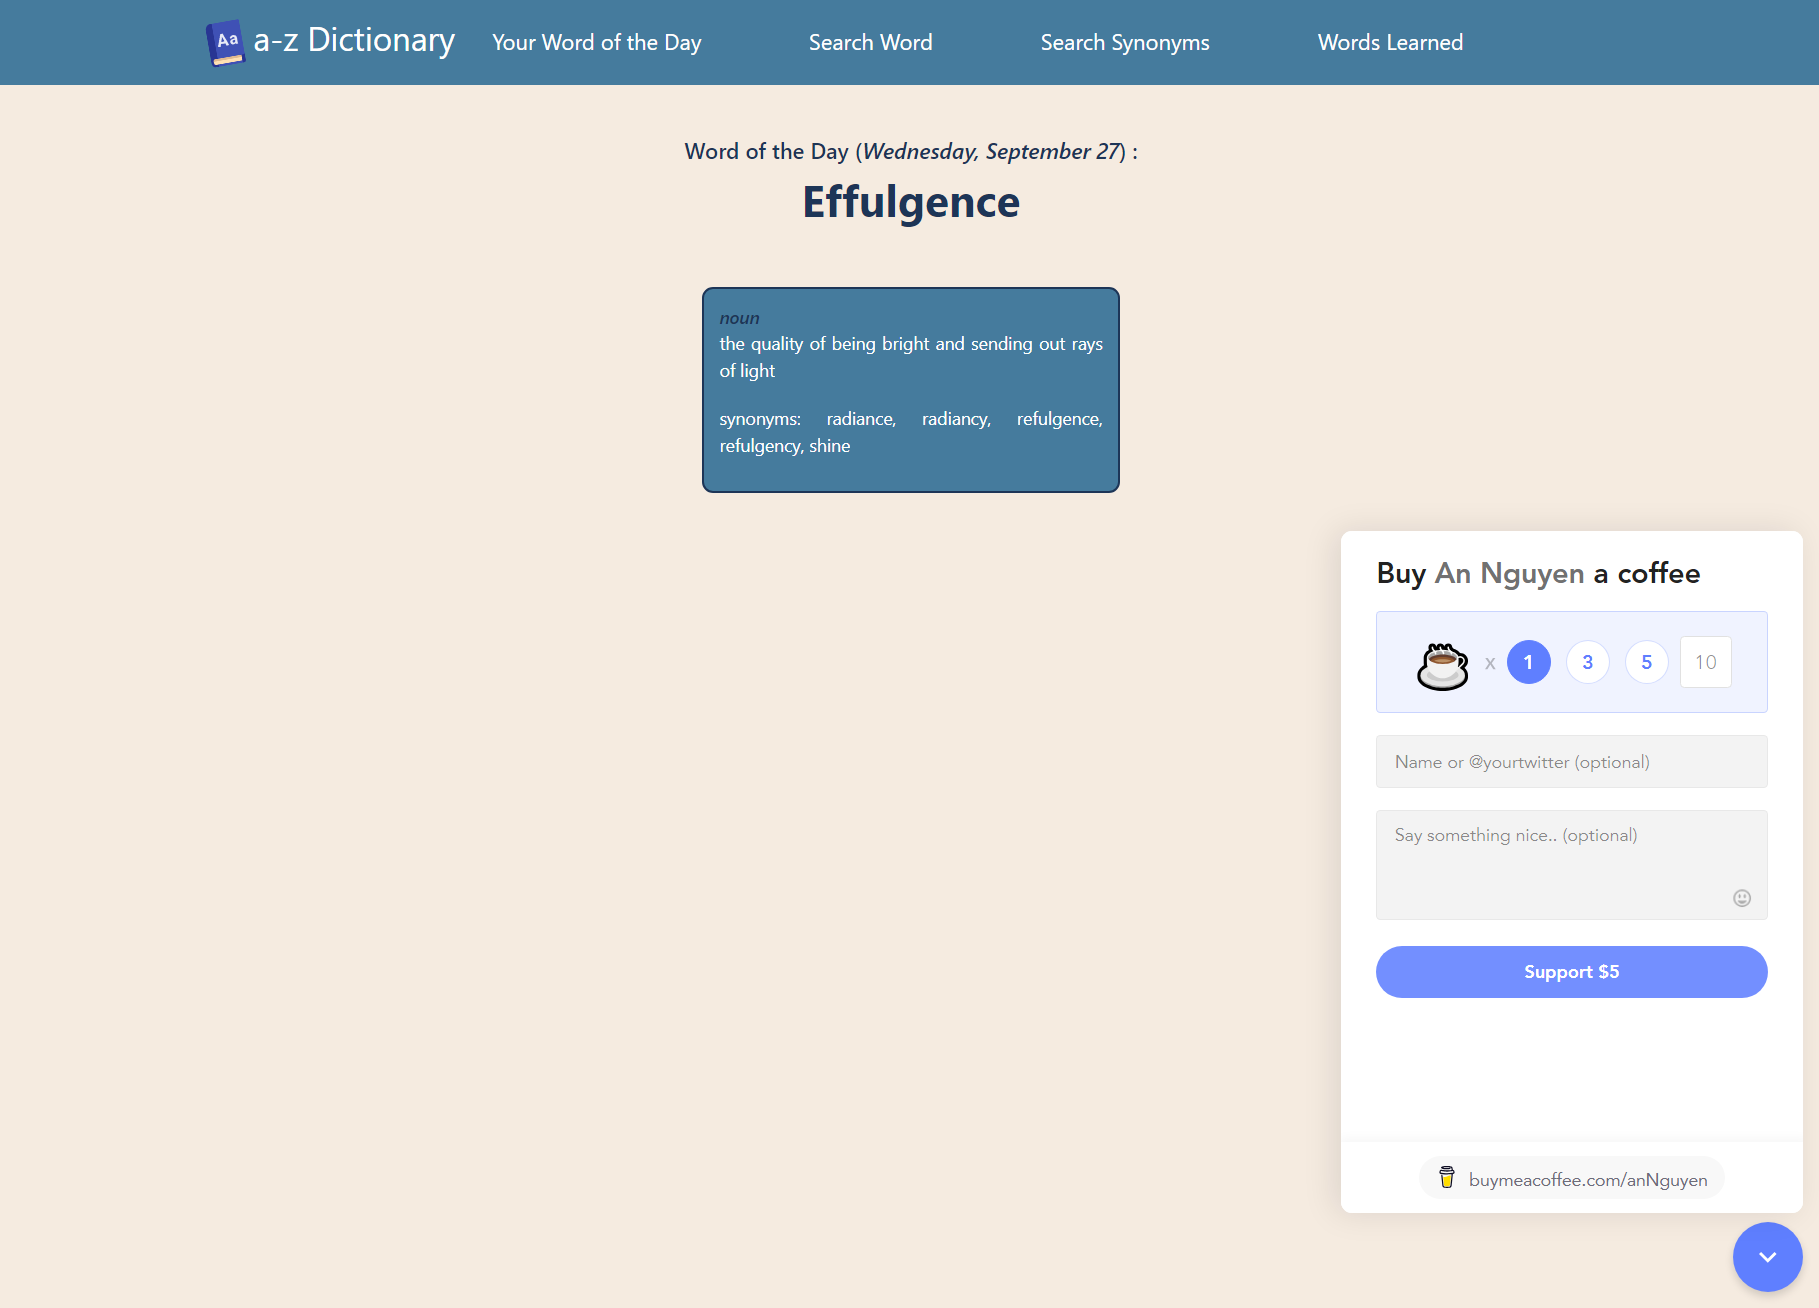 Aa a-z Dictionary Your Word of the Day Search Word Search Synonyms Words Learned
Word of the Day (Wednesday, September 27) :
Effulgence
noun
the quality of being bright and sending out rays
of light
synonyms: radiance, radiancy, refulgence,
refulgency, shine
Buy An Nguyen a coffee
x 1 3 5 10
Name or @yourtwitter (optional)
Say something nice.. (optional)
Support $5
buymeacoffee.com/anNguyen